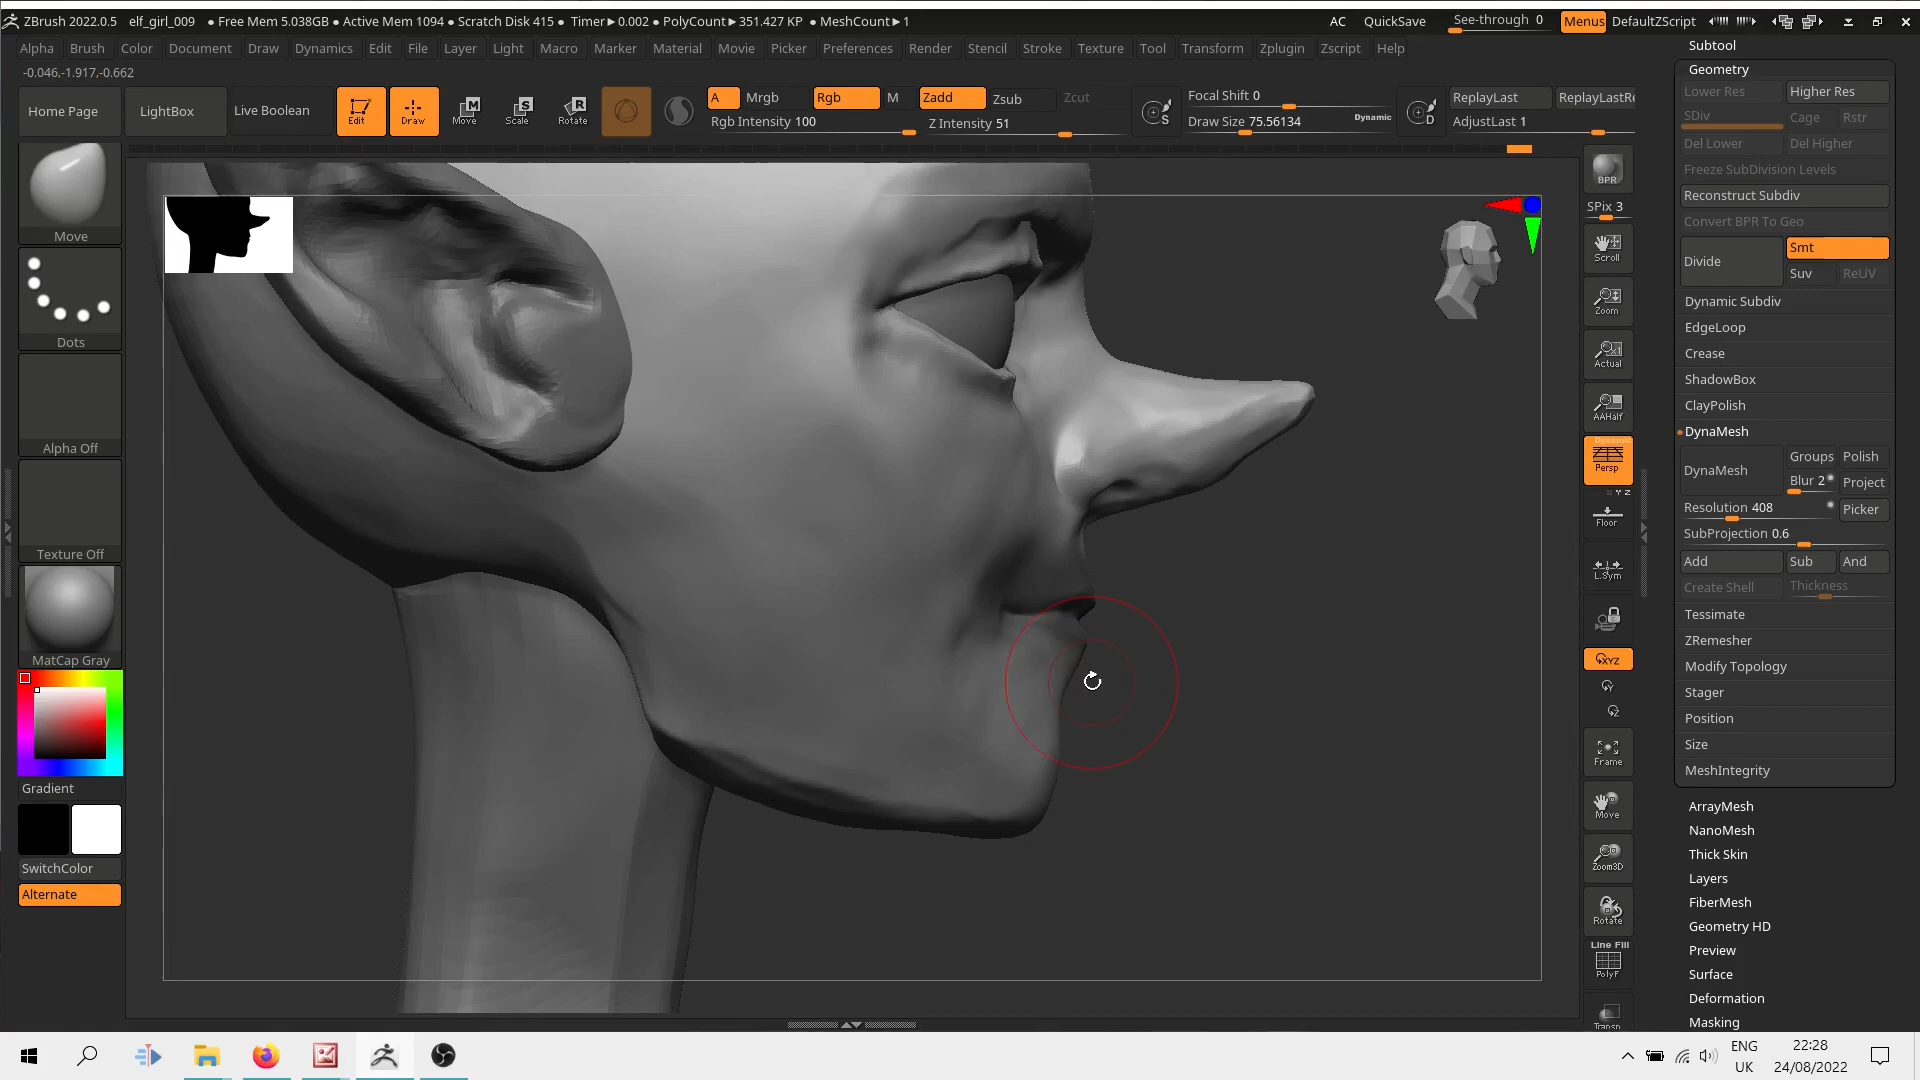 ZBrush 2022.0.5 elf_girl_009 ● Free Mem 5.038GB ● Active Mem 1094 ● Scratch Disk 415 ● Timer►0.002 ● PolyCount►351.427 KP ● MeshCount►1 AC QuickSave See-through 0 Menus DefaultZScript
Alpha Brush Color Document Draw Dynamics Edit File Layer Light Macro Marker Material Movie Picker Preferences Render Stencil Stroke Texture Tool Transform Zplugin Zscript Help
-0.046,-1.917,-0.662
Home Page LightBox Live Boolean Edit Draw Move Scale Rotate
M S R
A Mrgb Rgb M Zadd Zsub Zcut
Rgb Intensity 100 Z Intensity 51
S Focal Shift 0
Draw Size 75.56134 Dynamic
D ReplayLast ReplayLastRe
AdjustLast 1
Move
Dots
Alpha Off
Texture Off
MatCap Gray
Gradient
SwitchColor
Alternate
BPR
SPix 3
Scroll
Zoom
Actual
AAHalf
Dynamic
Persp
X Y Z
Floor
L.Sym
XYZ
Y
Z
Frame
Move
Zoom3D
Rotate
Line Fill
PolyF
Transp
Subtool
Geometry
Lower Res Higher Res
SDiv Cage Rstr
Del Lower Del Higher
Freeze SubDivision Levels
Reconstruct Subdiv
Convert BPR To Geo
Divide Smt
Suv ReUV
Dynamic Subdiv
EdgeLoop
Crease
ShadowBox
ClayPolish
DynaMesh
DynaMesh Groups Polish
Blur 2 Project
Resolution 408 Picker
SubProjection 0.6
Add Sub And
Create Shell Thickness
Tessimate
ZRemesher
Modify Topology
Stager
Position
Size
MeshIntegrity
ArrayMesh
NanoMesh
Thick Skin
Layers
FiberMesh
Geometry HD
Preview
Surface
Deformation
Masking
ENG
UK
22:28
24/08/2022